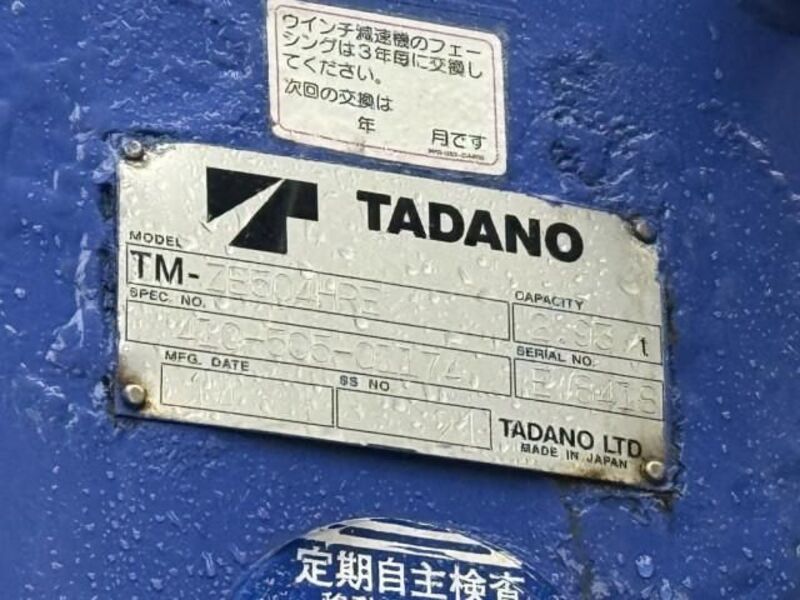 ウインチ減速機のフェー
シングは3年毎に交換し
てください。
次回の交換は
年 月です
TADANO
MODEL
TM-ZE504HRE
CAPACITY
2.93 t
SPEC. NO.
SERIAL NO.
MFG. DATE
SS NO
TADANO LTD
MADE IN JAPAN
定期自主検査